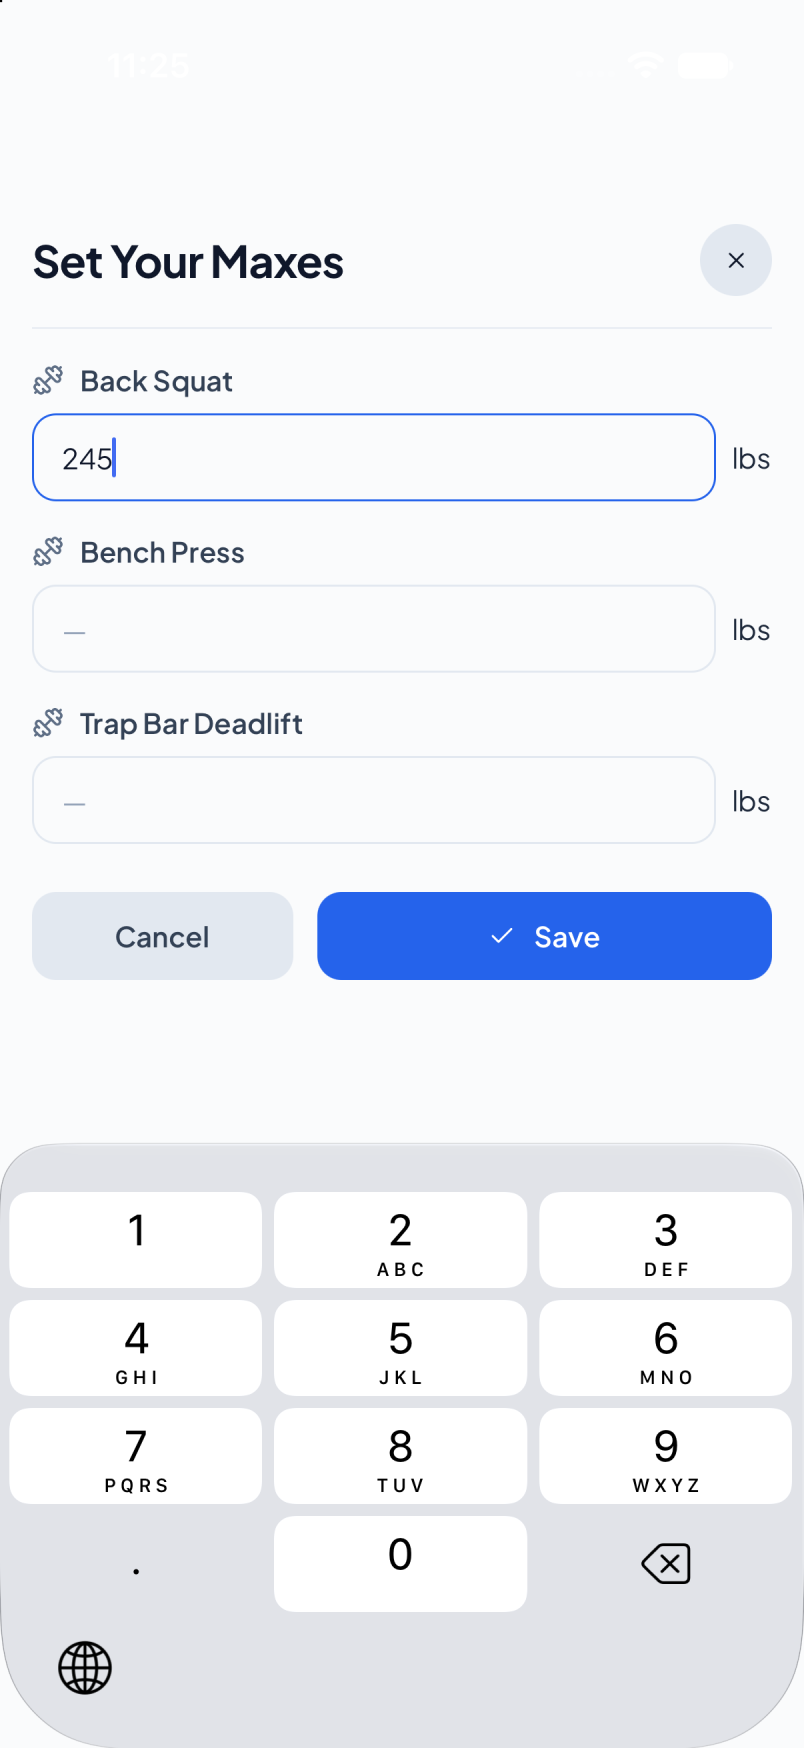 11:25
Set Your Maxes
Back Squat
245 lbs
Bench Press
— lbs
Trap Bar Deadlift
— lbs
Cancel
Save
1
2
ABC
3
DEF
4
GHI
5
JKL
6
MNO
7
PQRS
8
TUV
9
WXYZ
.
0